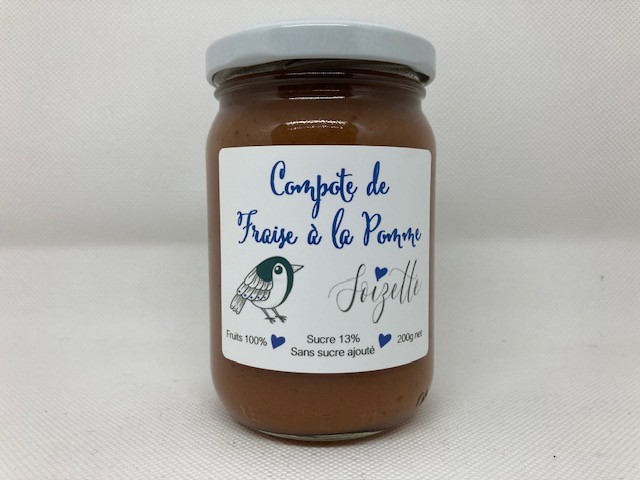 Compote de
Fraise à la Pomme
Soizette
Fruits 100%
Sucre 13%
Sans sucre ajouté
200g net